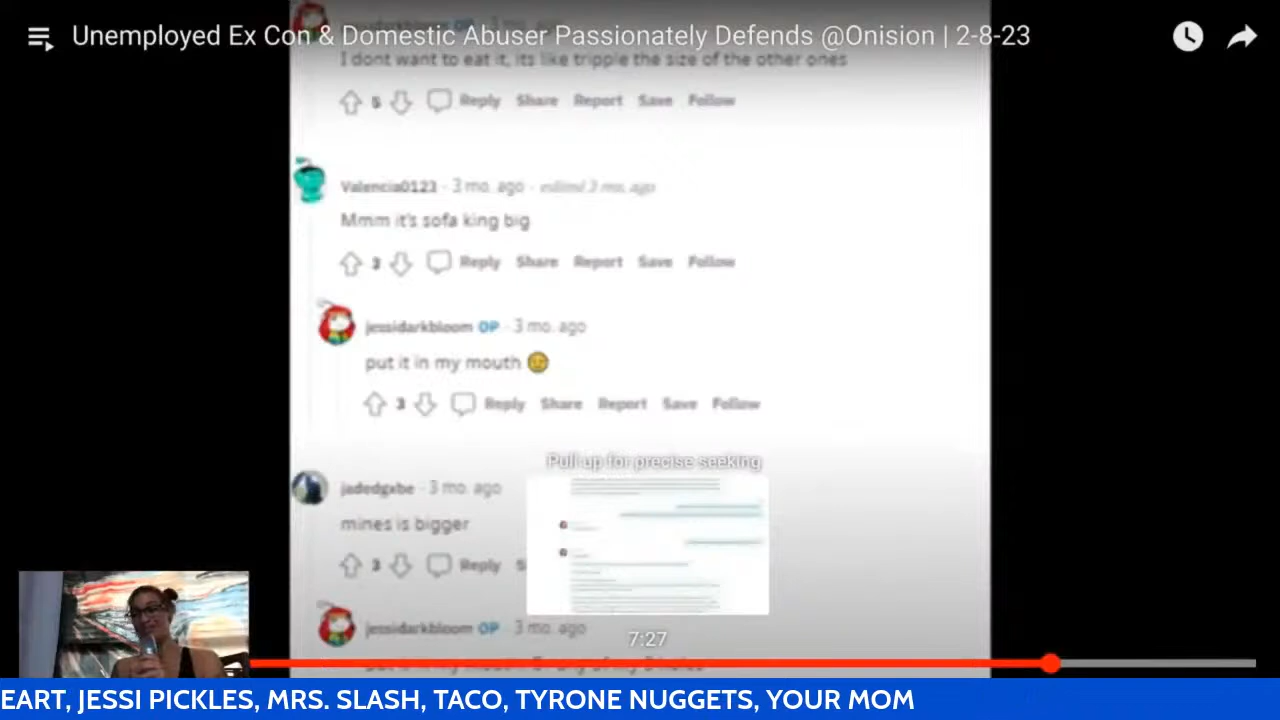 Unemployed Ex Con & Domestic Abuser Passionately Defends @Onision | 2-8-23
I dont want to eat it, its like tripple the size of the other ones
5 Reply Share Report Save Follow
Valencia0123 · 3 mo. ago · edited 3 mo. ago
Mmm it's sofa king big
3 Reply Share Report Save Follow
jessidarkbloom OP · 3 mo. ago
put it in my mouth
3 Reply Share Report Save Follow
Pull up for precise seeking
jadedgxbe · 3 mo. ago
mines is bigger
3 Reply S
jessidarkbloom OP · 3 mo. ago
7:27
EART, JESSI PICKLES, MRS. SLASH, TACO, TYRONE NUGGETS, YOUR MOM